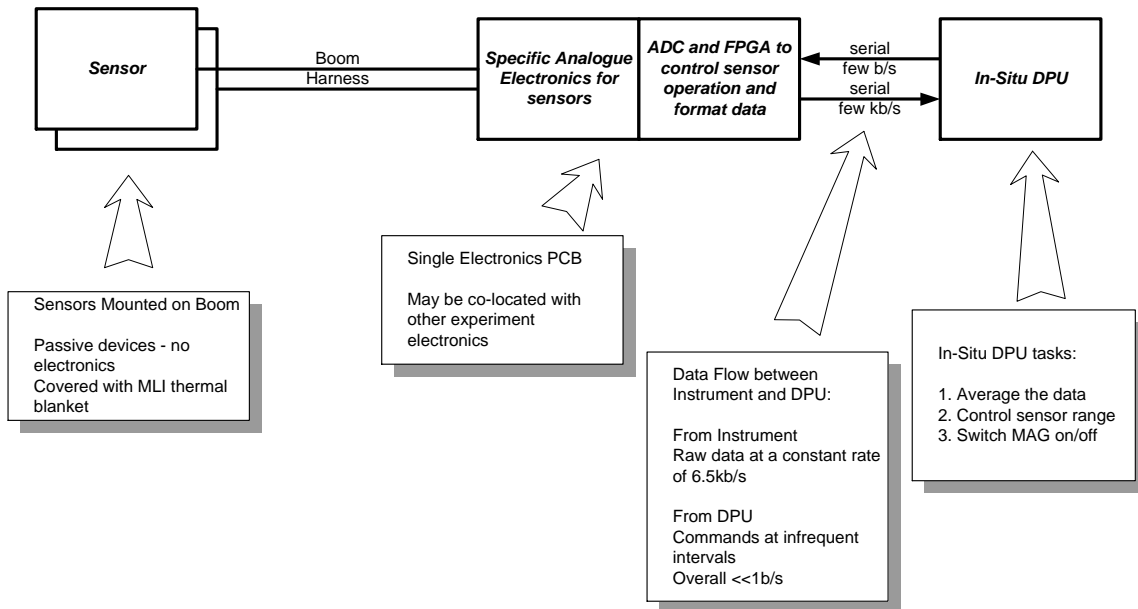 Sensor
Boom
Harness
Specific Analogue
Electronics for
sensors
ADC and FPGA to
control sensor
operation and
format data
serial
few b/s
serial
few kb/s
In-Situ DPU
Sensors Mounted on Boom
Passive devices - no
electronics
Covered with MLI thermal
blanket
Single Electronics PCB
May be co-located with
other experiment
electronics
Data Flow between
Instrument and DPU:
From Instrument
Raw data at a constant rate
of 6.5kb/s
From DPU
Commands at infrequent
intervals
Overall <<1b/s
In-Situ DPU tasks:
1. Average the data
2. Control sensor range
3. Switch MAG on/off